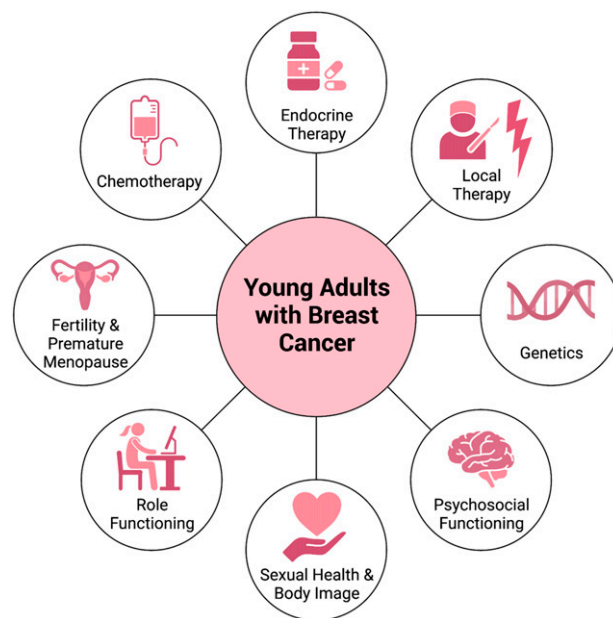 Endocrine
Therapy
Chemotherapy
Local
Therapy
Young Adults
with Breast
Cancer
Fertility &
Premature
Menopause
Genetics
Role
Functioning
Psychosocial
Functioning
Sexual Health &
Body Image